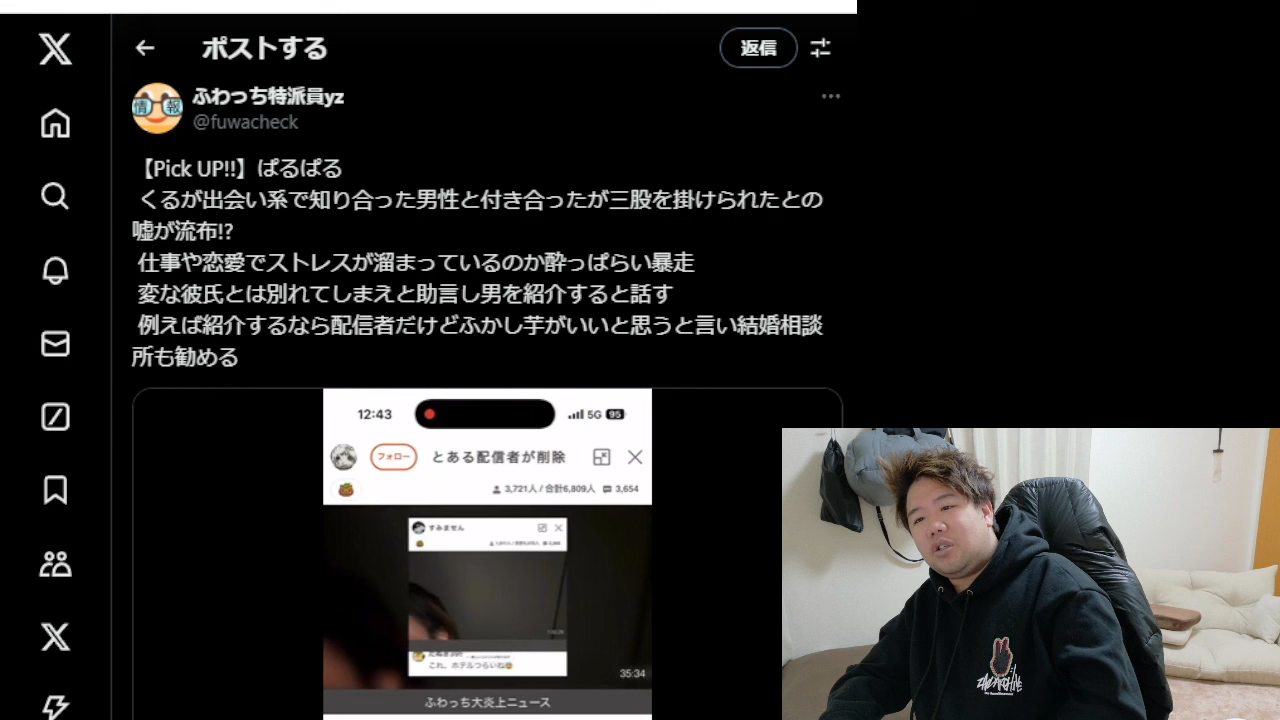 ポストする
返信
情 報
ふわっち特派員yz
@fuwacheck
【Pick UP!!】ぱるぱる
くるが出会い系で知り合った男性と付き合ったが三股を掛けられたとの
嘘が流布!?
仕事や恋愛でストレスが溜まっているのか酔っぱらい暴走
変な彼氏とは別れてしまえと助言し男を紹介すると話す
例えば紹介するなら配信者だけどふかし芋がいいと思うと言い結婚相談
所も勧める
12:43
5G 95
フォロー とある配信者が削除
3,721人 / 合計6,809人 3,654
すみません
これ、ホテルつらいね
35:34
ふわっち大炎上ニュース